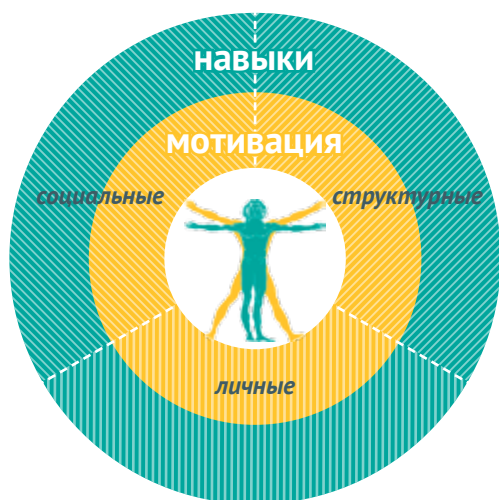 навыки
мотивация
социальные
структурные
личные